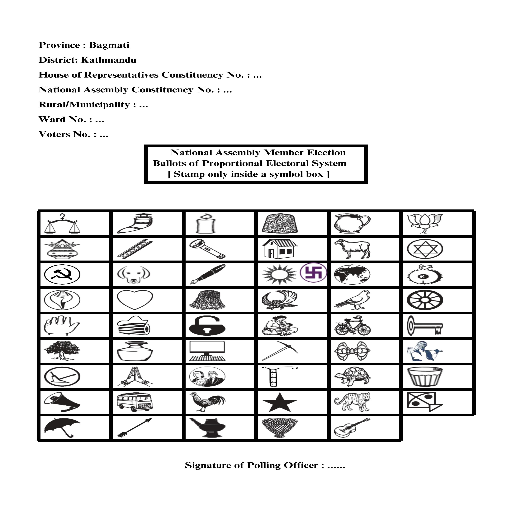 Province : Bagmati
District: Kathmandu
House of Representatives Constituency No. : ...
National Assembly Constituency No. : ...
Rural/Municipality : ...
Ward No. : ...
Voters No. : ...
National Assembly Member Election
Ballots of Proportional Electoral System
[ Stamp only inside a symbol box ]
Signature of Polling Officer : ......